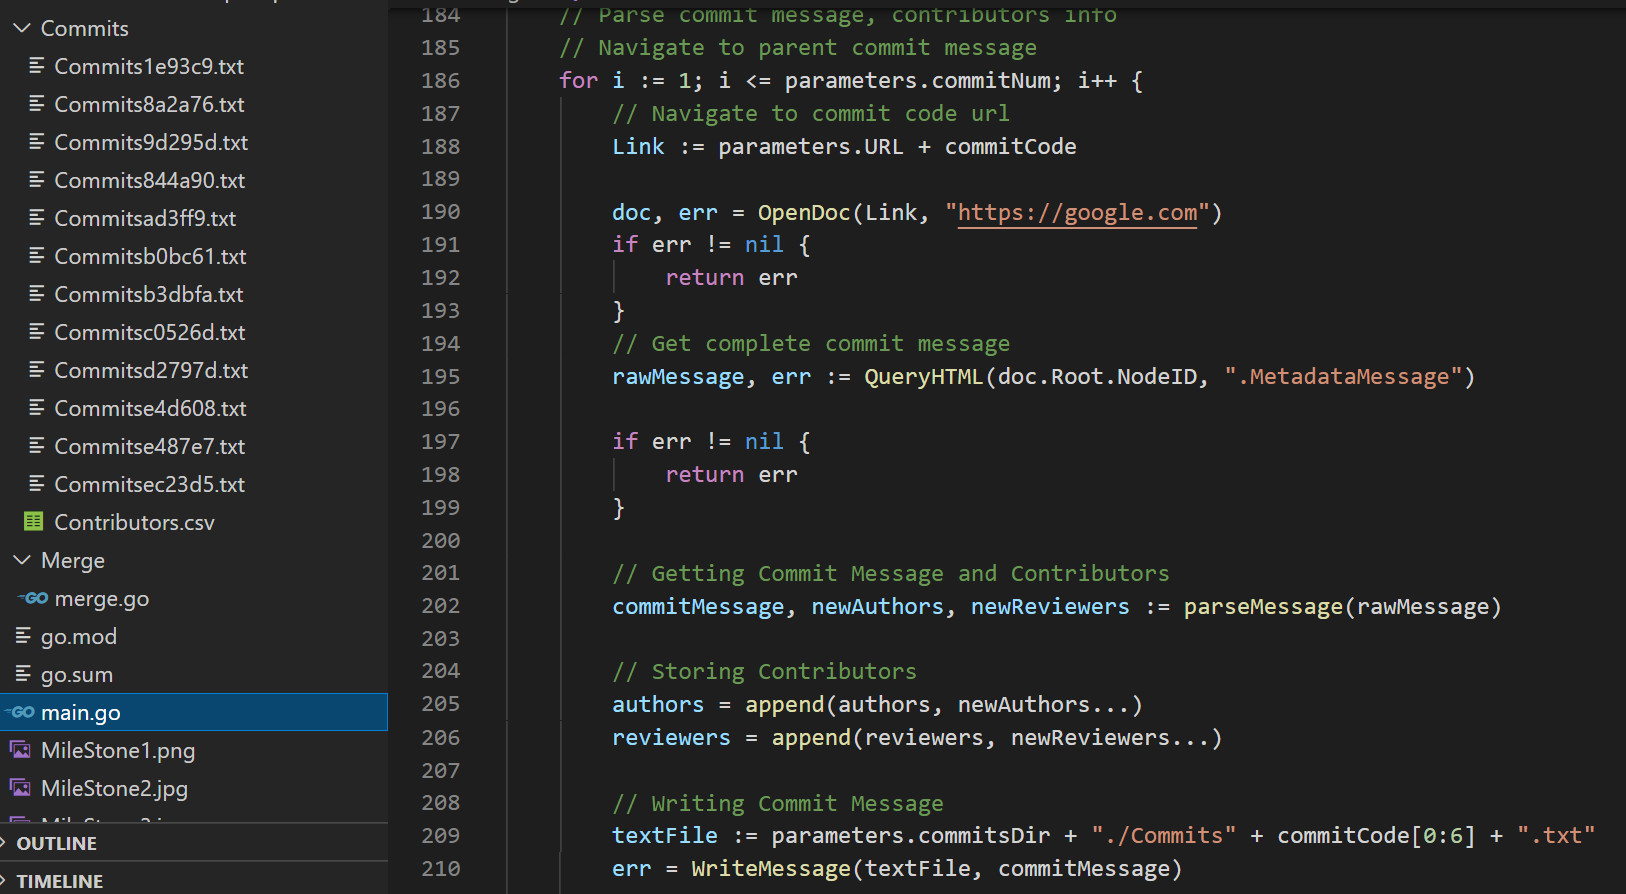 Commits
Commits1e93c9.txt
Commits8a2a76.txt
Commits9d295d.txt
Commits844a90.txt
Commitsad3ff9.txt
Commitsb0bc61.txt
Commitsb3dbfa.txt
Commitsc0526d.txt
Commitsd2797d.txt
Commitse4d608.txt
Commitse487e7.txt
Commitsec23d5.txt
Contributors.csv
Merge
GO merge.go
go.mod
go.sum
GO main.go
MileStone1.png
MileStone2.jpg
OUTLINE
TIMELINE
184 // Parse commit message, contributors info
185 // Navigate to parent commit message
186 for i := 1; i <= parameters.commitNum; i++ {
187 // Navigate to commit code url
188 Link := parameters.URL + commitCode
189
190 doc, err = OpenDoc(Link, "https://google.com")
191 if err != nil {
192 return err
193 }
194 // Get complete commit message
195 rawMessage, err := QueryHTML(doc.Root.NodeID, ".MetadataMessage")
196
197 if err != nil {
198 return err
199 }
200
201 // Getting Commit Message and Contributors
202 commitMessage, newAuthors, newReviewers := parseMessage(rawMessage)
203
204 // Storing Contributors
205 authors = append(authors, newAuthors...)
206 reviewers = append(reviewers, newReviewers...)
207
208 // Writing Commit Message
209 textFile := parameters.commitsDir + "./Commits" + commitCode[0:6] + ".txt"
210 err = WriteMessage(textFile, commitMessage)